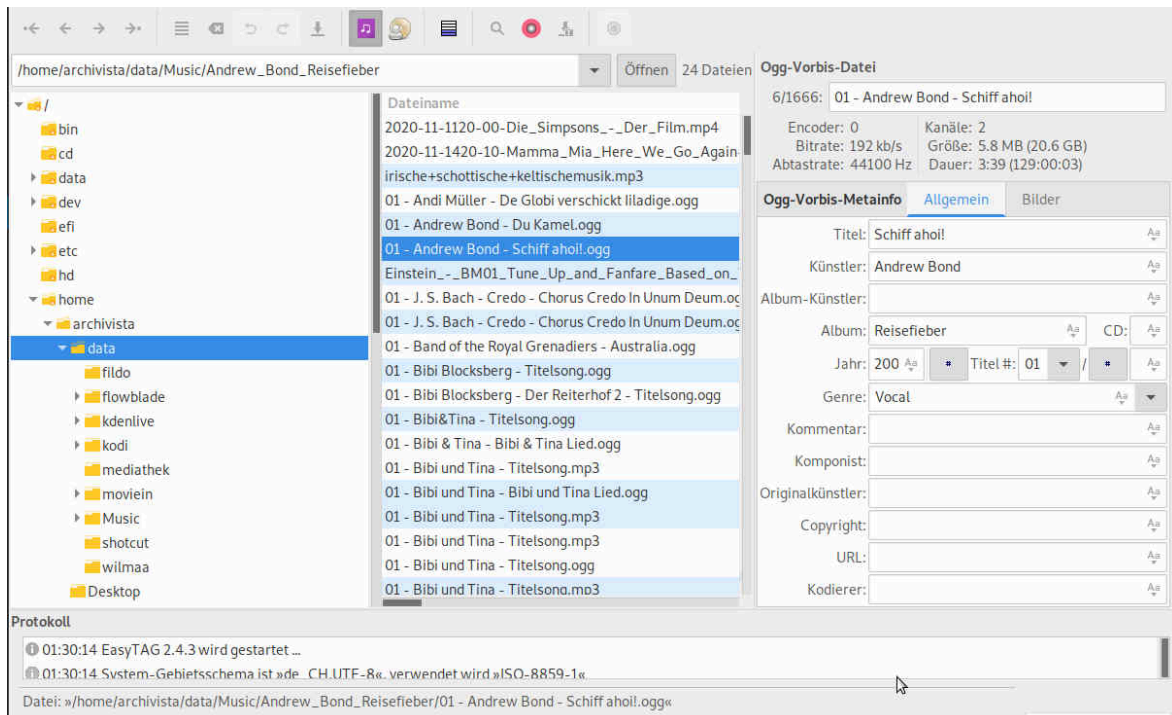 /home/archivista/data/Music/Andrew_Bond_Reisefieber
Öffnen
24 Dateien
/
bin
cd
data
dev
efi
etc
hd
home
archivista
data
fildo
flowblade
kdenlive
kodi
mediathek
moviein
Music
shotcut
wilmaa
Desktop
Dateiname
2020-11-1120-00-Die_Simpsons_-_Der_Film.mp4
2020-11-1420-10-Mamma_Mia_Here_We_Go_Again-
irische+schottische+keltischemusik.mp3
01 - Andi Müller - De Globi verschickt liladige.ogg
01 - Andrew Bond - Du Kamel.ogg
01 - Andrew Bond - Schiff ahoi!.ogg
Einstein_-_BM01_Tune_Up_and_Fanfare_Based_on_
01 - J. S. Bach - Credo - Chorus Credo In Unum Deum.og
01 - J. S. Bach - Credo - Chorus Credo In Unum Deum.og
01 - Band of the Royal Grenadiers - Australia.ogg
01 - Bibi Blocksberg - Titelsong.ogg
01 - Bibi Blocksberg - Der Reiterhof 2 - Titelsong.ogg
01 - Bibi&Tina - Titelsong.ogg
01 - Bibi & Tina - Bibi & Tina Lied.ogg
01 - Bibi und Tina - Titelsong.mp3
01 - Bibi und Tina - Bibi und Tina Lied.ogg
01 - Bibi und Tina - Titelsong.mp3
01 - Bibi und Tina - Titelsong.mp3
01 - Bibi und Tina - Titelsong.ogg
01 - Bibi und Tina - Titelsong.mp3
Ogg-Vorbis-Datei
6/1666: 01 - Andrew Bond - Schiff ahoi!
Encoder: 0 Kanäle: 2
Bitrate: 192 kb/s Größe: 5.8 MB (20.6 GB)
Abtastrate: 44100 Hz Dauer: 3:39 (129:00:03)
Ogg-Vorbis-Metainfo Allgemein Bilder
Titel: Schiff ahoi!
Künstler: Andrew Bond
Album-Künstler:
Album: Reisefieber CD:
Jahr: 200 # Titel #: 01 / #
Genre: Vocal
Kommentar:
Komponist:
Originalkünstler:
Copyright:
URL:
Kodierer:
Protokoll
01:30:14 EasyTAG 2.4.3 wird gestartet …
01:30:14 System-Gebietsschema ist »de_CH.UTF-8«, verwendet wird »ISO-8859-1«
Datei: »/home/archivista/data/Music/Andrew_Bond_Reisefieber/01 - Andrew Bond - Schiff ahoi!.ogg«